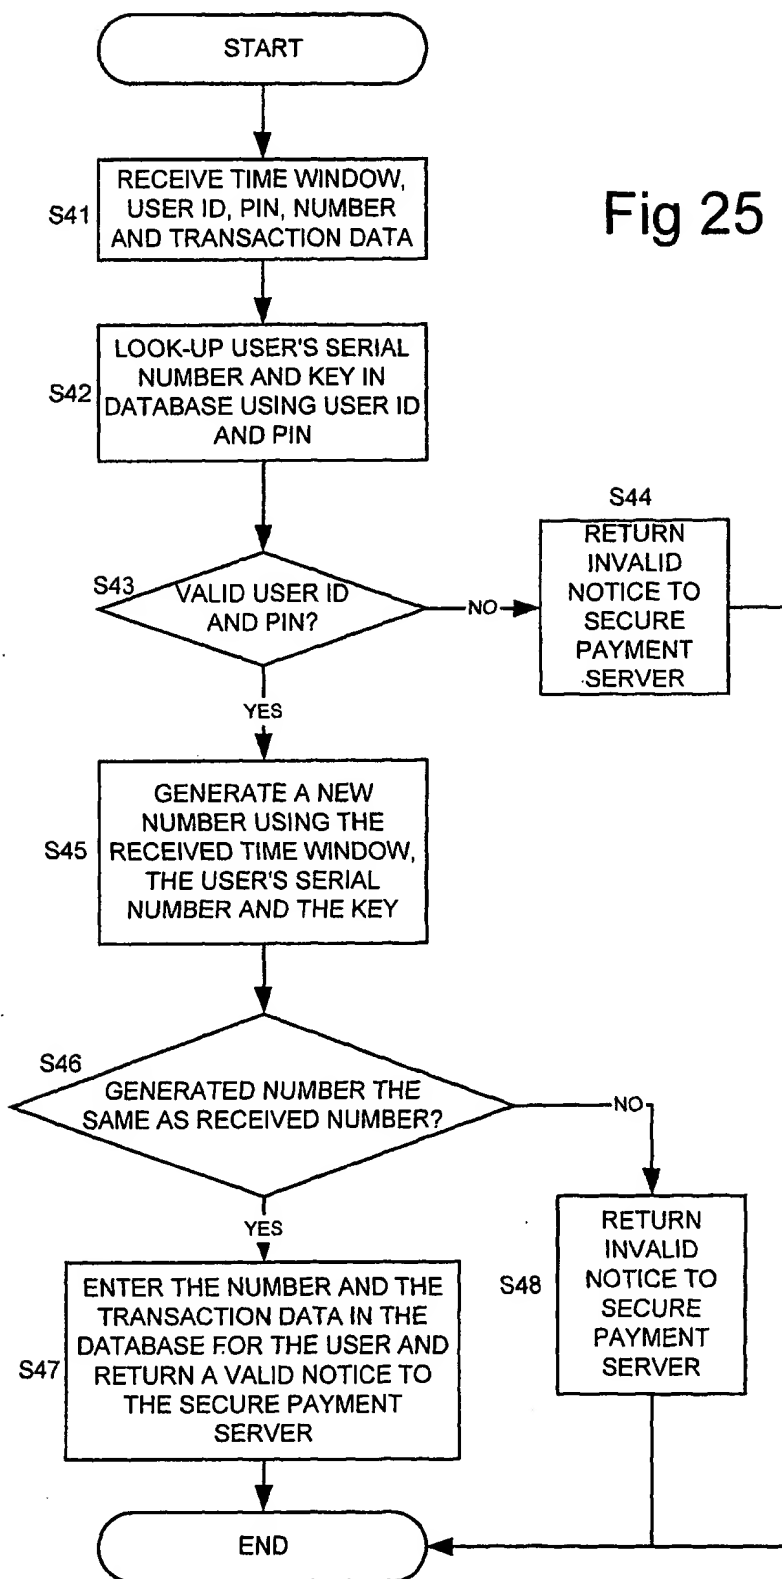 START
RECEIVE TIME WINDOW,
USER ID, PIN, NUMBER
AND TRANSACTION DATA
S41
Fig 25
LOOK-UP USER'S SERIAL
NUMBER AND KEY IN
DATABASE USING USER ID
AND PIN
S42
S43
VALID USER ID
AND PIN?
NO
S44
RETURN
INVALID
NOTICE TO
SECURE
PAYMENT
SERVER
YES
GENERATE A NEW
NUMBER USING THE
RECEIVED TIME WINDOW,
THE USER'S SERIAL
NUMBER AND THE KEY
S45
S46
GENERATED NUMBER THE
SAME AS RECEIVED NUMBER?
NO
YES
RETURN
INVALID
NOTICE TO
SECURE
PAYMENT
SERVER
S48
ENTER THE NUMBER AND THE
TRANSACTION DATA IN THE
DATABASE FOR THE USER AND
RETURN A VALID NOTICE TO
THE SECURE PAYMENT
SERVER
S47
END